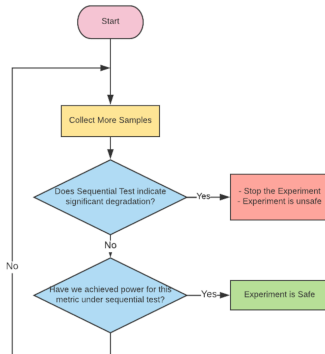 Start
Collect More Samples
Does Sequential Test indicate
significant degradation?
Yes
- Stop the Experiment
- Experiment is unsafe
No
No
Have we achieved power for this
metric under sequential test?
Yes
Experiment is Safe